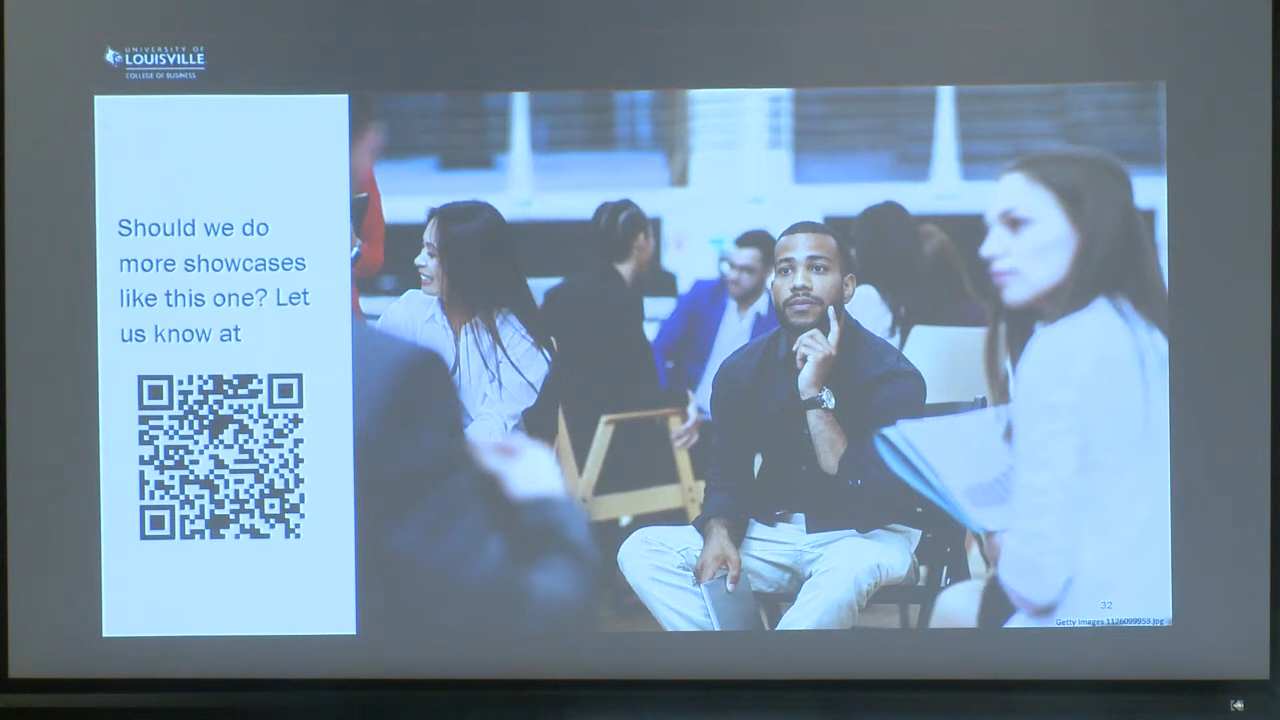 UNIVERSITY OF
LOUISVILLE
COLLEGE OF BUSINESS
Should we do
more showcases
like this one? Let
us know at
32
Getty Images 1126099953.jpg